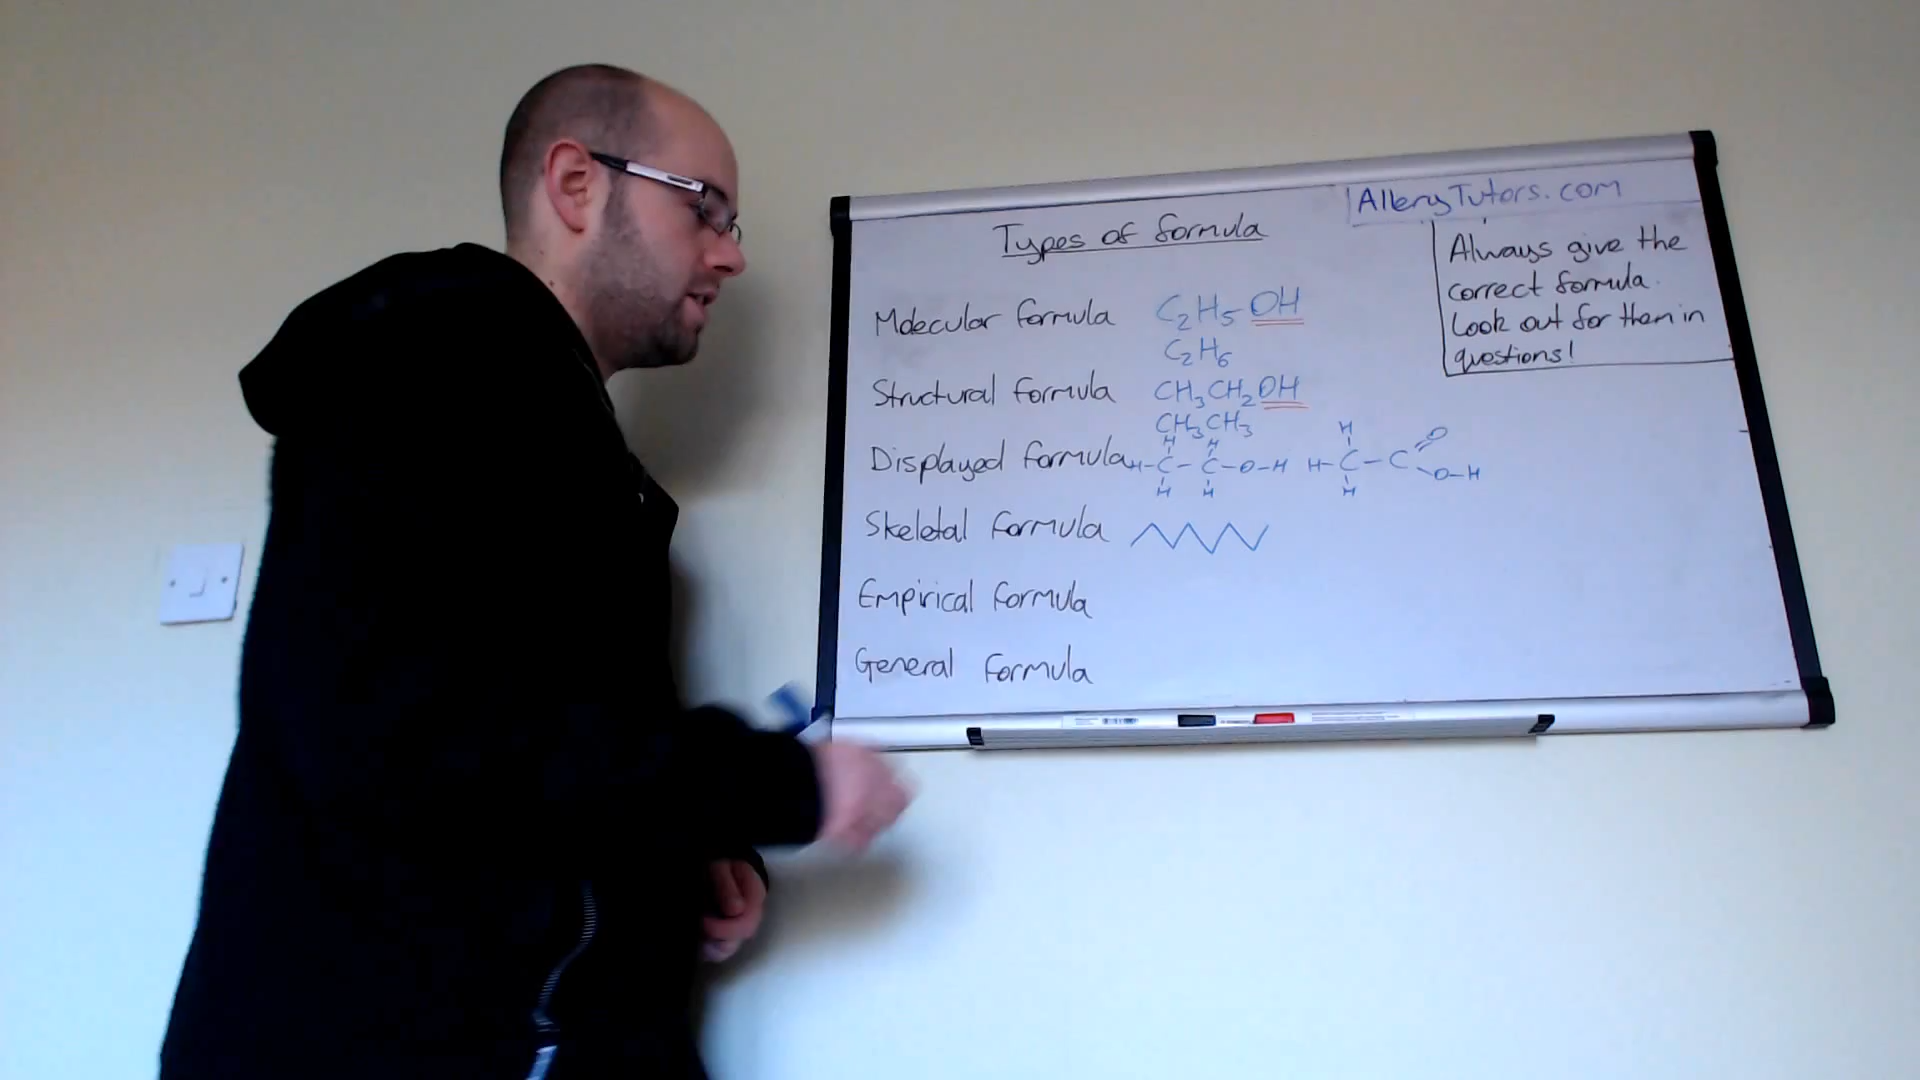 AlleryTutors.com
Types of formula
Always give the
correct formula.
Look out for them in
questions!
Molecular formula C₂H₅OH
C₂H₆
Structural formula CH₃CH₂OH
CH₃CH₃
H H H
Displayed formula H-C-C-O-H H-C-C O
O-H
H H H
Skeletal formula
Empirical formula
General formula